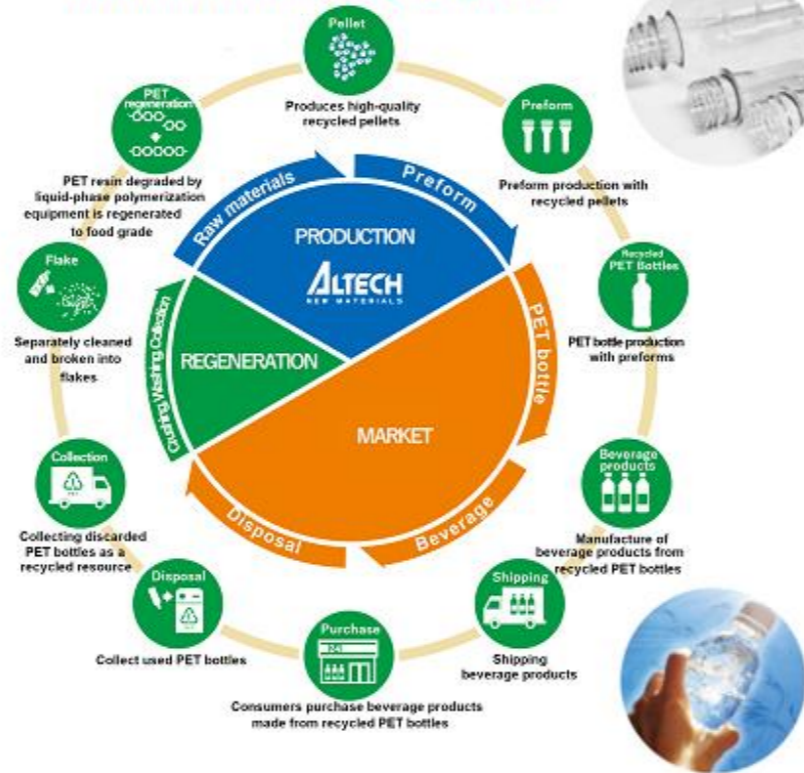 Pellet
Produces high-quality
recycled pellets
Preform
Preform production with
recycled pellets
Recycled
PET Bottles
PET bottle production
with preforms
Beverage
products
Manufacture of
beverage products from
recycled PET bottles
Shipping
Shipping
beverage products
Purchase
Consumers purchase beverage products
made from recycled PET bottles
Disposal
Collect used PET bottles
Collection
Collecting discarded
PET bottles as a
recycled resource
Flake
Separately cleaned
and broken into
flakes
PET
regeneration
PET resin degraded by
liquid-phase polymerization
equipment is regenerated
to food grade
Raw materials
Preform
PET bottle
Beverage
Disposal
Crushing/Washing Collection
PRODUCTION
ALTECH
NEW MATERIALS
REGENERATION
MARKET